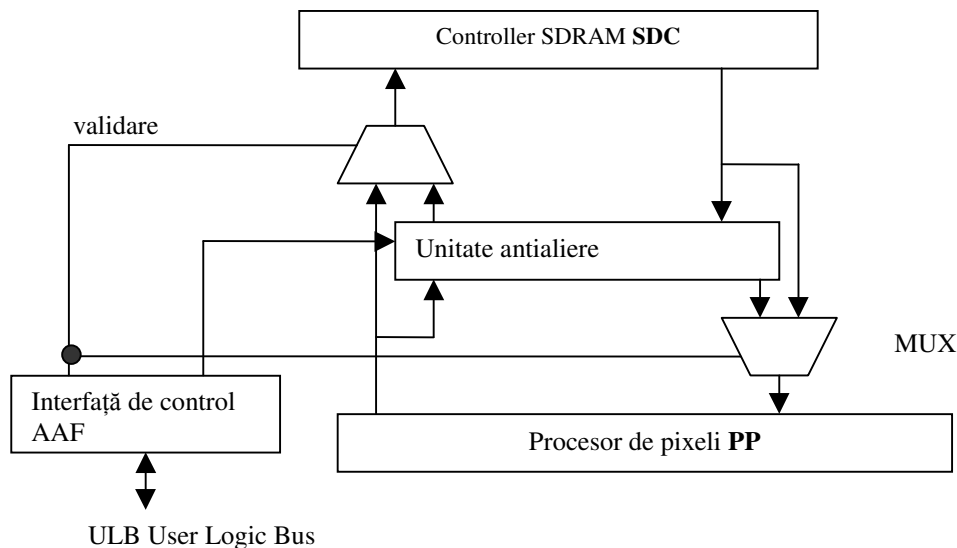 Controller SDRAM SDC
validare
Unitate antialiere
MUX
Interfață de control
AAF
Procesor de pixeli PP
ULB User Logic Bus